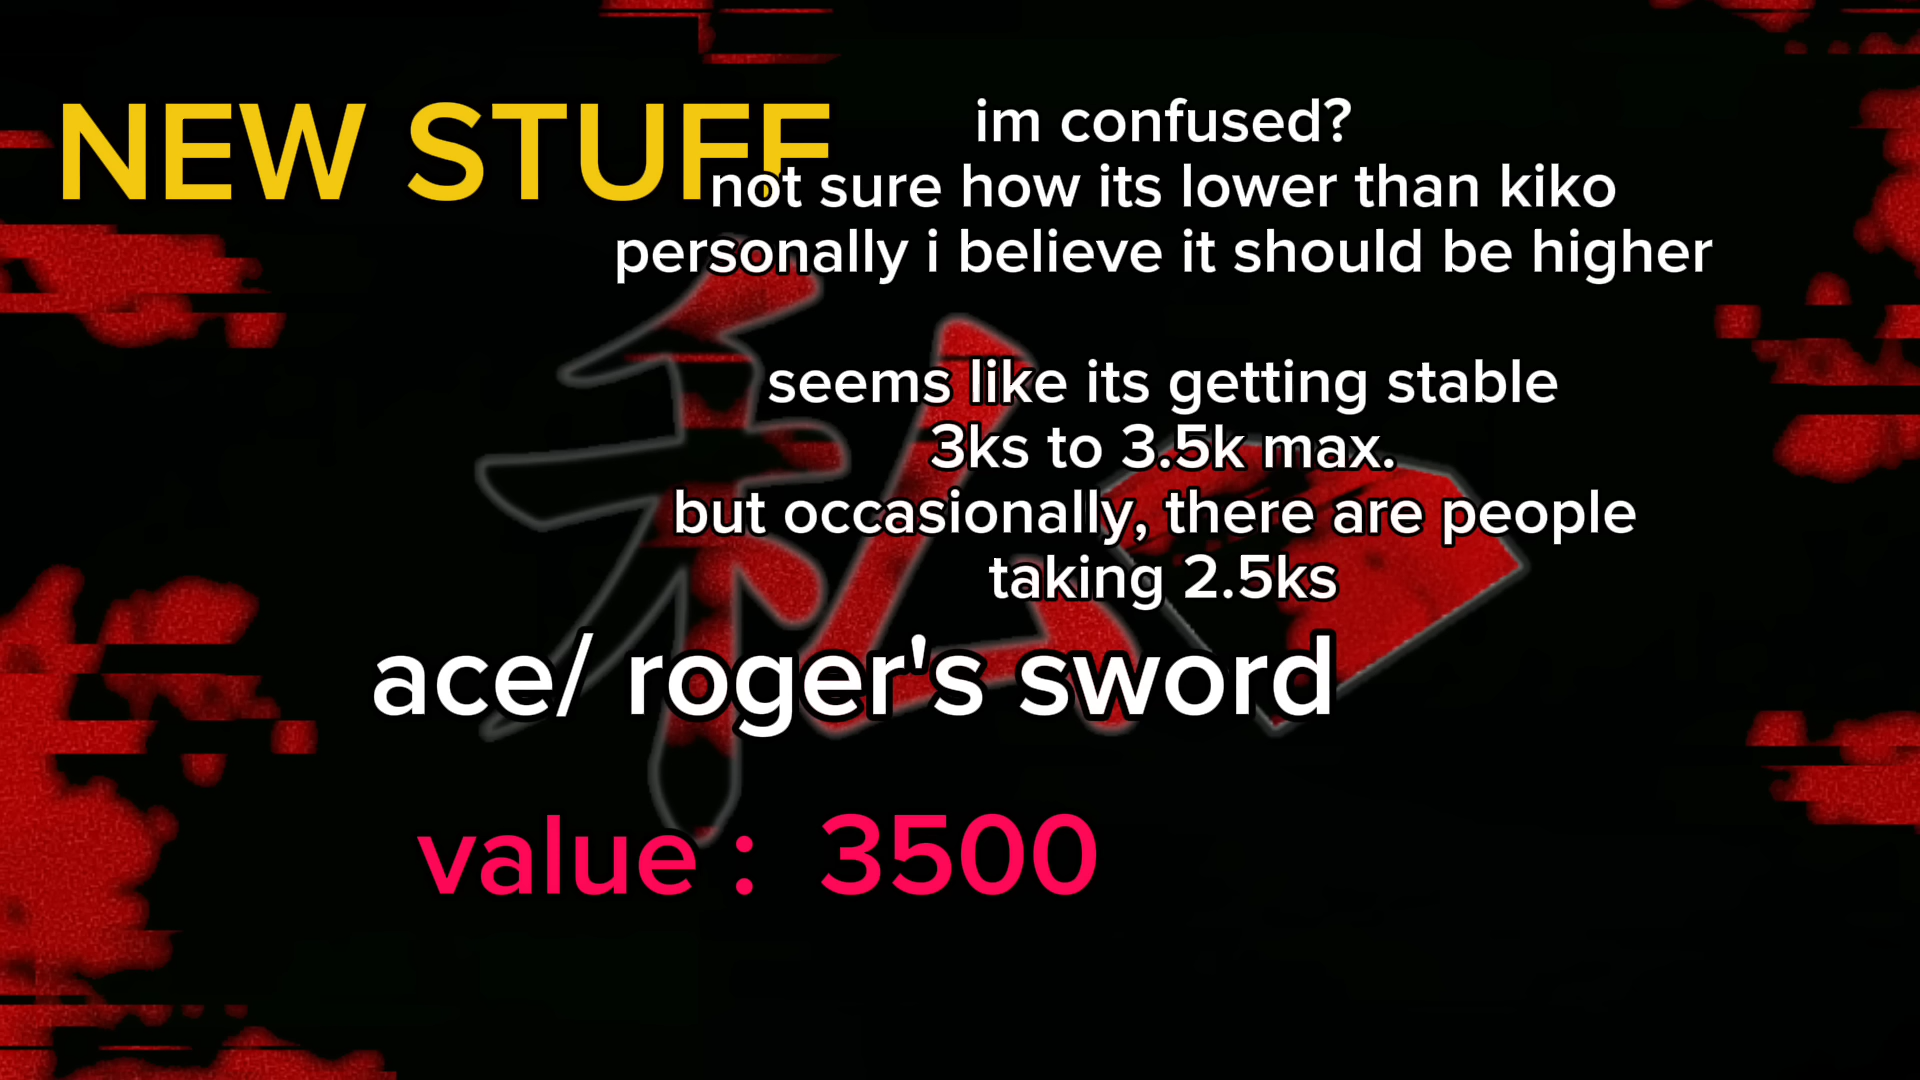 NEW STUFF
im confused?
not sure how its lower than kiko
personally i believe it should be higher
seems like its getting stable
3ks to 3.5k max.
but occasionally, there are people
taking 2.5ks
ace/ roger's sword
value : 3500
私